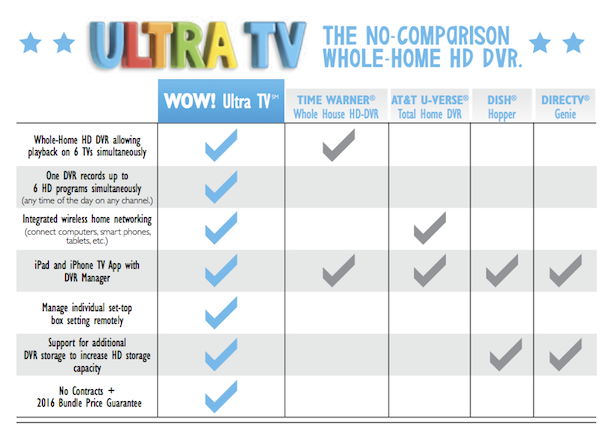 ULTRA TV
THE NO-COMPARISON
WHOLE-HOME HD DVR.
WOW! Ultra TV℠
TIME WARNER®
Whole House HD-DVR
AT&T U-VERSE®
Total Home DVR
DISH®
Hopper
DIRECTV®
Genie
Whole-Home HD DVR allowing
playback on 6 TVs simultaneously
One DVR records up to
6 HD programs simultaneously
(any time of the day on any channel.)
Integrated wireless home networking
(connect computers, smart phones,
tablets, etc.)
iPad and iPhone TV App with
DVR Manager
Manage individual set-top
box setting remotely
Support for additional
DVR storage to increase HD storage
capacity
No Contracts +
2016 Bundle Price Guarantee